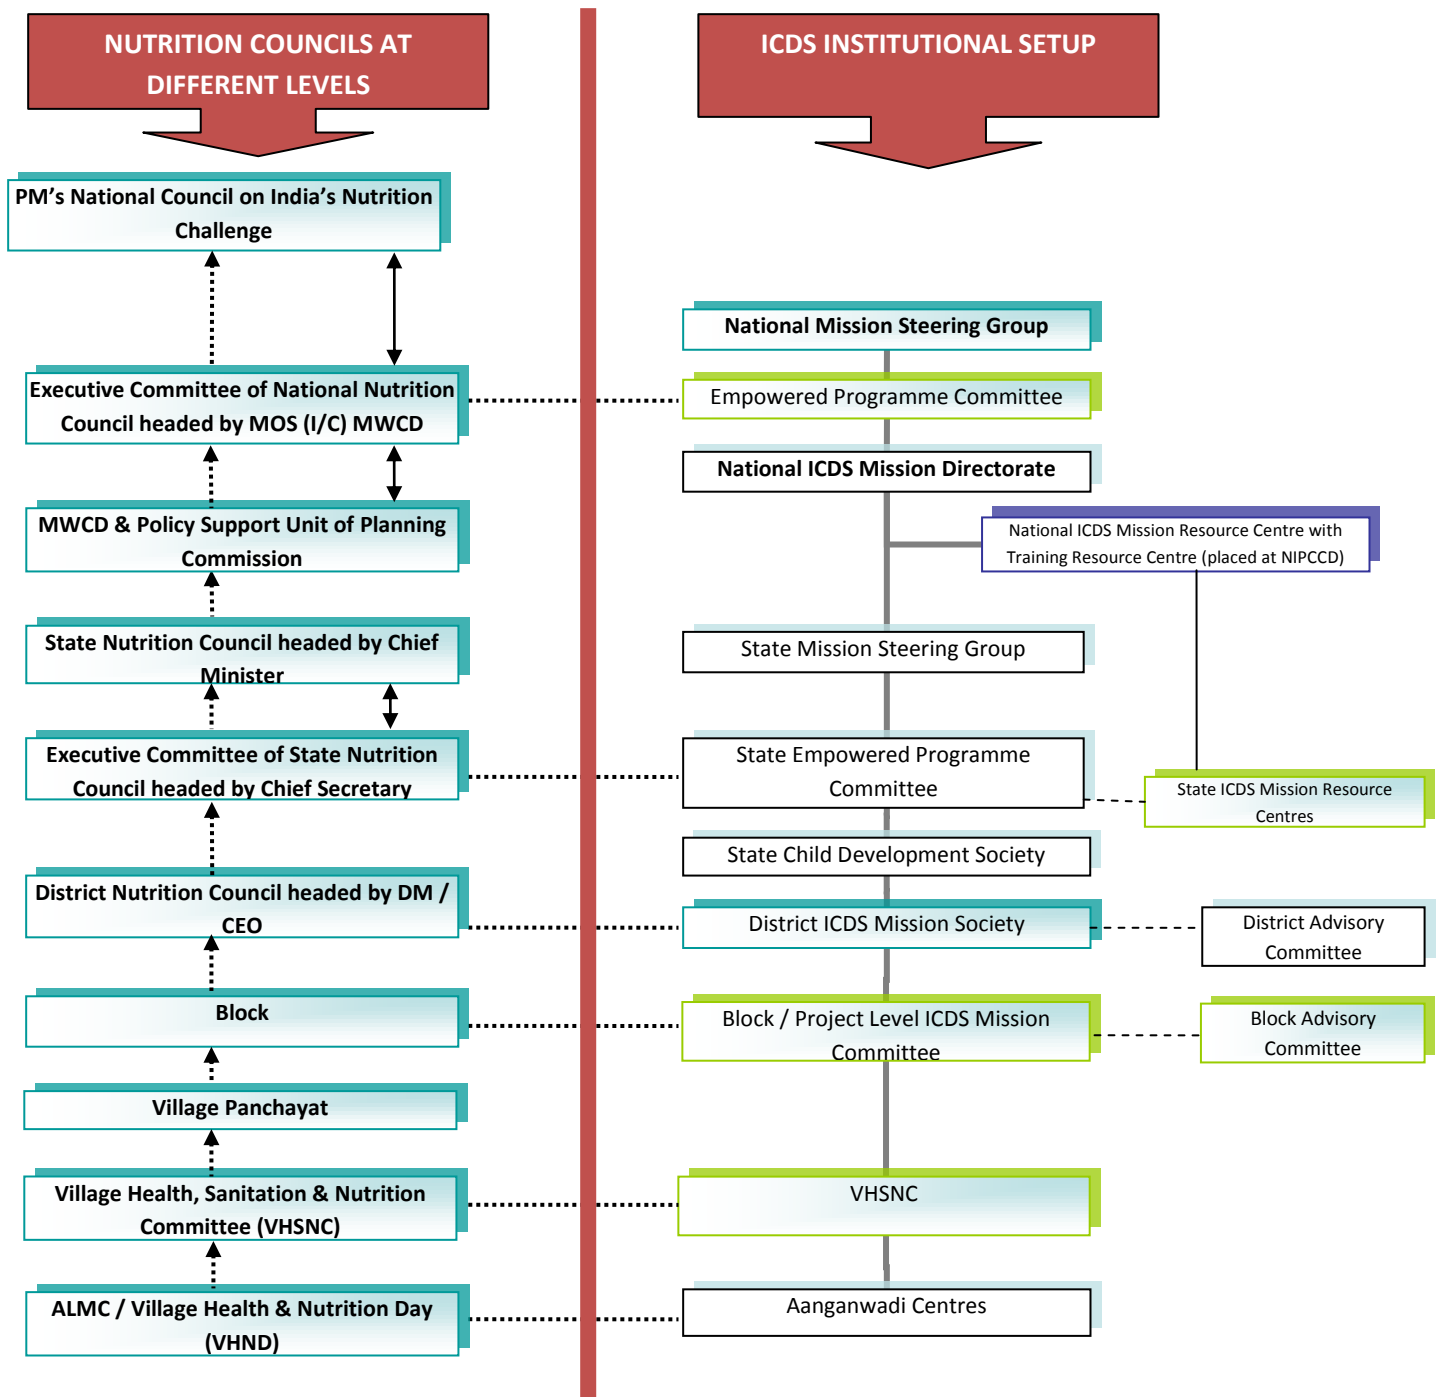 NUTRITION COUNCILS AT
DIFFERENT LEVELS
PM's National Council on India's Nutrition
Challenge
Executive Committee of National Nutrition
Council headed by MOS (I/C) MWCD
MWCD & Policy Support Unit of Planning
Commission
State Nutrition Council headed by Chief
Minister
Executive Committee of State Nutrition
Council headed by Chief Secretary
District Nutrition Council headed by DM /
CEO
Block
Village Panchayat
Village Health, Sanitation & Nutrition
Committee (VHSNC)
ALMC / Village Health & Nutrition Day
(VHND)
ICDS INSTITUTIONAL SETUP
National Mission Steering Group
Empowered Programme Committee
National ICDS Mission Directorate
National ICDS Mission Resource Centre with
Training Resource Centre (placed at NIPCCD)
State Mission Steering Group
State Empowered Programme
Committee
State ICDS Mission Resource
Centres
State Child Development Society
District ICDS Mission Society
District Advisory
Committee
Block / Project Level ICDS Mission
Committee
Block Advisory
Committee
VHSNC
Aanganwadi Centres